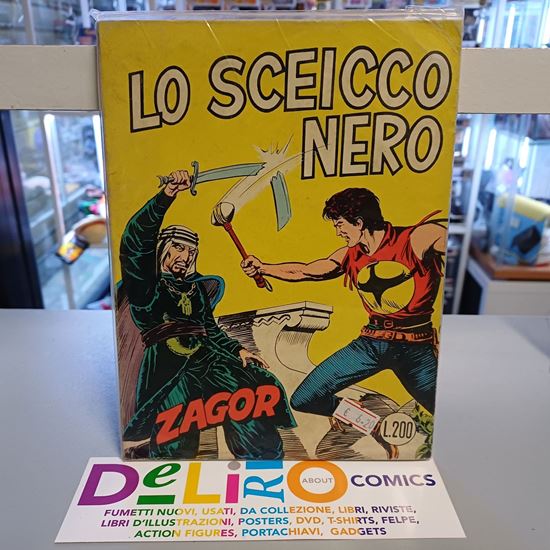 LO SCEICCO
NERO
ZAGOR
L.200
DeLiRiO ABOUT COMICS
FUMETTI NUOVI, USATI, DA COLLEZIONE, LIBRI, RIVISTE,
LIBRI D'ILLUSTRAZIONI, POSTERS, DVD, T-SHIRTS, FELPE,
ACTION FIGURES, PORTACHIAVI, GADGETS